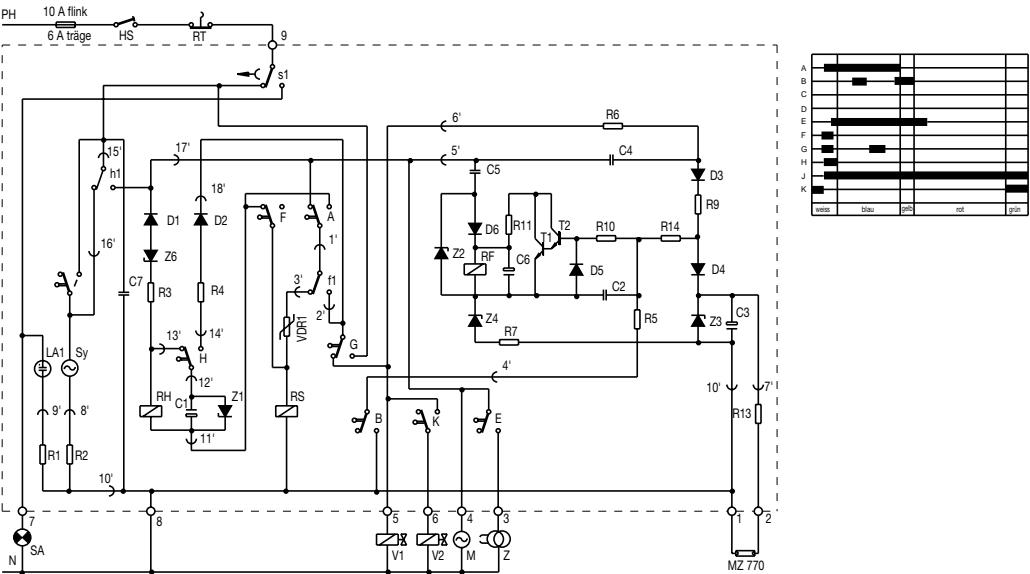 PH
10 A flink
6 A träge
HS
RT
9
s1
6'
R6
15'
17'
5'
C4
h1
C5
D3
18'
R9
D1
D2
F
A
D6
R11
T1
T2
R10
R14
1'
16'
Z6
Z2
RF
C6
D5
D4
C7
3'
f1
C2
R3
R4
2'
VDR1
Z4
R5
Z3
C3
13'
14'
G
R7
LA1
Sy
H
4'
12'
10'
7'
C1
Z1
RH
RS
R13
9'
8'
B
K
E
11'
R1
R2
10'
7
8
5
6
4
3
1
2
SA
V1
V2
M
Z
N
MZ 770
A
B
C
D
E
F
G
H
J
K
weiss
blau
gelb
rot
grün